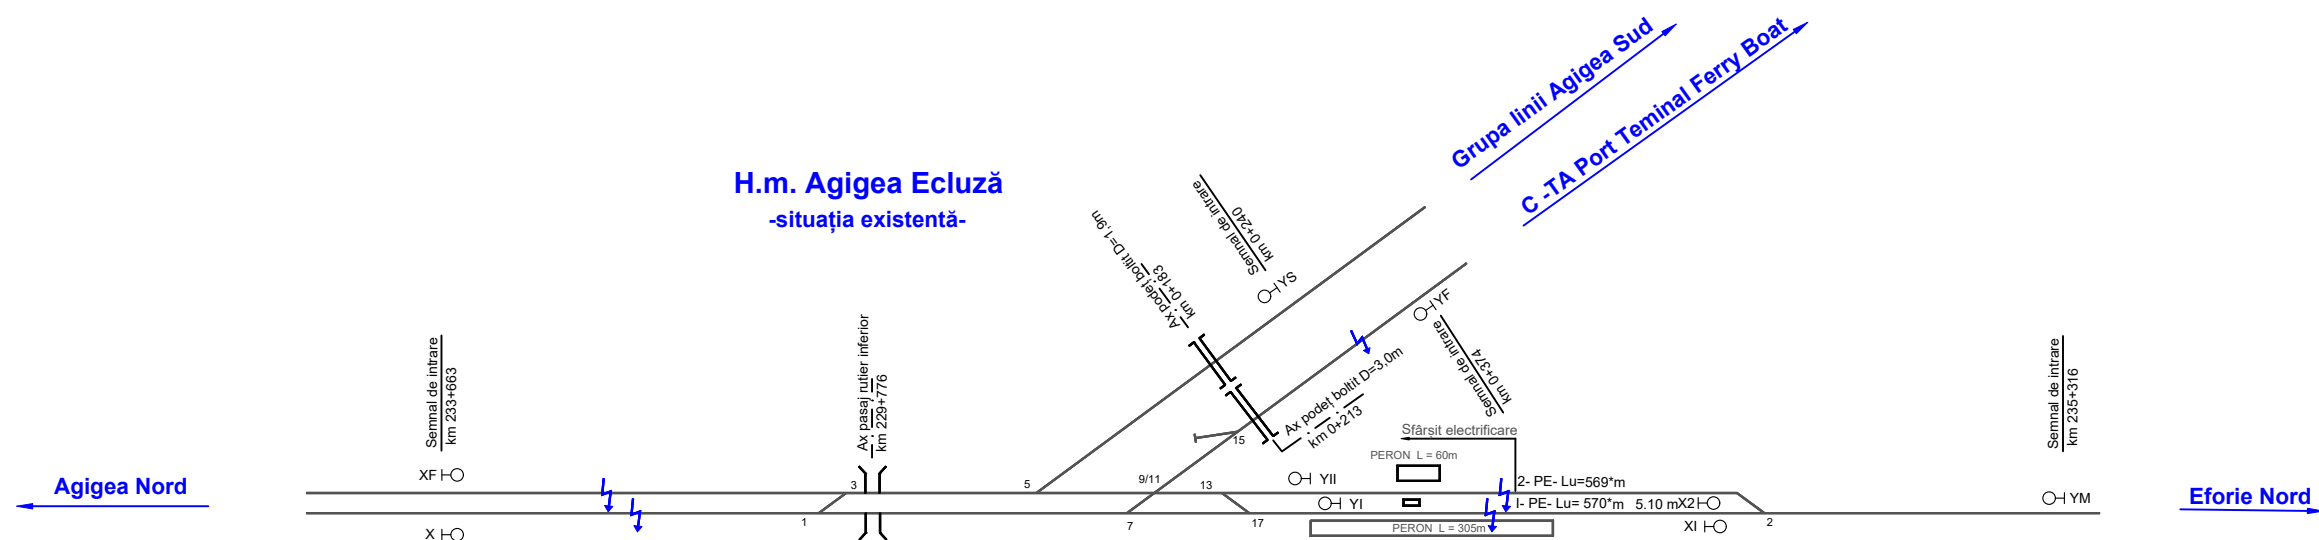 Grupa linii Agigea Sud
C -TA Port Teminal Ferry Boat
H.m. Agigea Ecluză
-situația existentă-
Semnal de intrare
km 0+240
YS
Ax podeț boltit D=1,9m
km 0+183
YF
Semnal de intrare
km 0+374
Ax podeț boltit D=3,0m
km 0+213
Semnal de intrare
km 233+663
Ax pasaj rutier inferior
km 229+776
Semnal de intrare
km 235+316
Sfârșit electrificare
PERON L = 60m
15
XF
3
5
9/11
13
YII
2- PE- Lu=569*m
Agigea Nord
YI
I- PE- Lu= 570*m
5.10 m
X2
YM
Eforie Nord
1
7
17
PERON L = 305m
XI
2
X